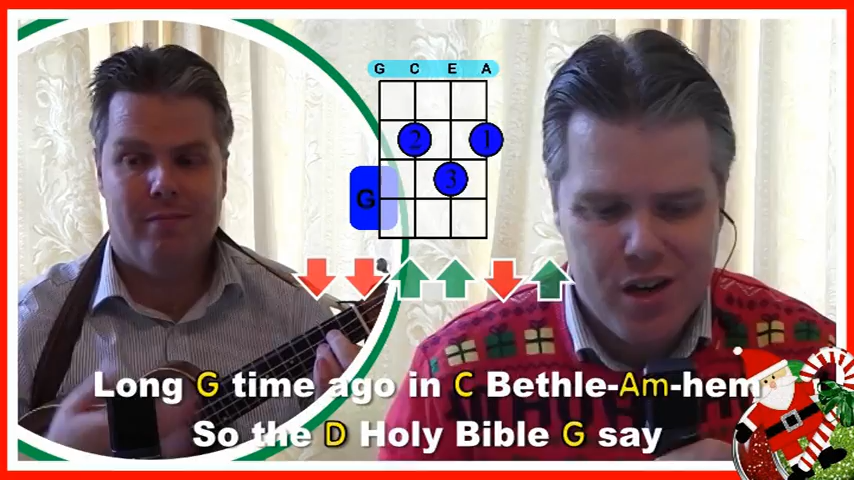 G C E A
2 1
3
G
Long G time ago in C Bethle-Am-hem
So the D Holy Bible G say